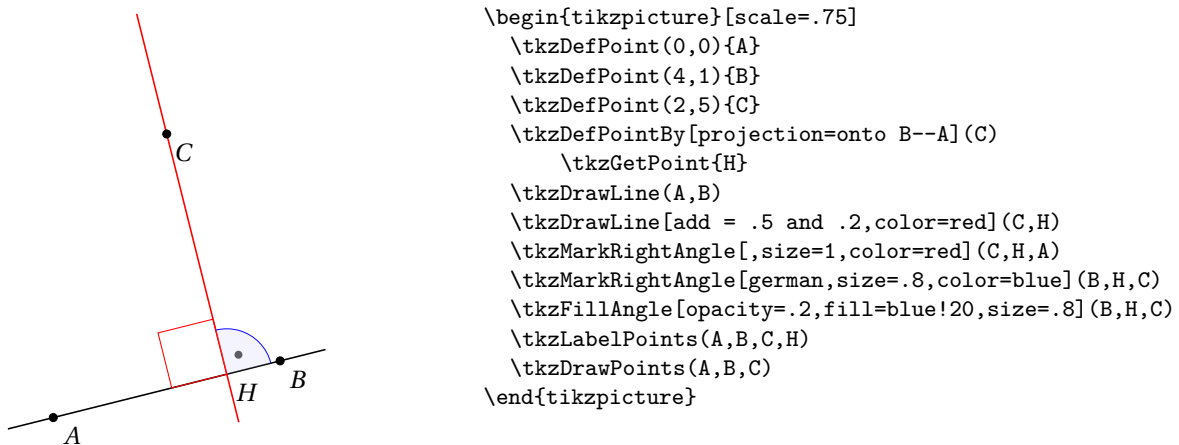 \begin{tikzpicture}[scale=.75]
  \tkzDefPoint(0,0){A}
  \tkzDefPoint(4,1){B}
  \tkzDefPoint(2,5){C}
  \tkzDefPointBy[projection=onto B--A](C)
      \tkzGetPoint{H}
  \tkzDrawLine(A,B)
  \tkzDrawLine[add = .5 and .2,color=red](C,H)
  \tkzMarkRightAngle[,size=1,color=red](C,H,A)
  \tkzMarkRightAngle[german,size=.8,color=blue](B,H,C)
  \tkzFillAngle[opacity=.2,fill=blue!20,size=.8](B,H,C)
  \tkzLabelPoints(A,B,C,H)
  \tkzDrawPoints(A,B,C)
\end{tikzpicture}
C
B
H
A